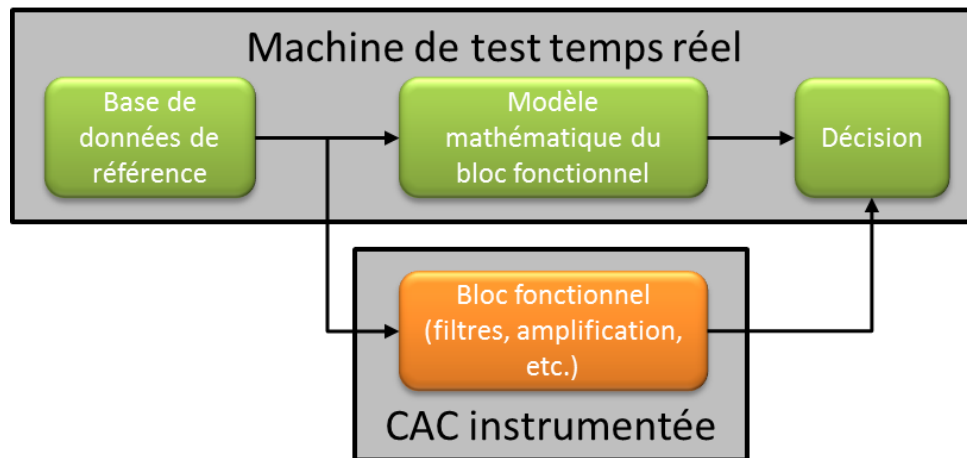 Machine de test temps réel
Base de
données de
référence
Modèle
mathématique du
bloc fonctionnel
Décision
Bloc fonctionnel
(filtres, amplification,
etc.)
CAC instrumentée